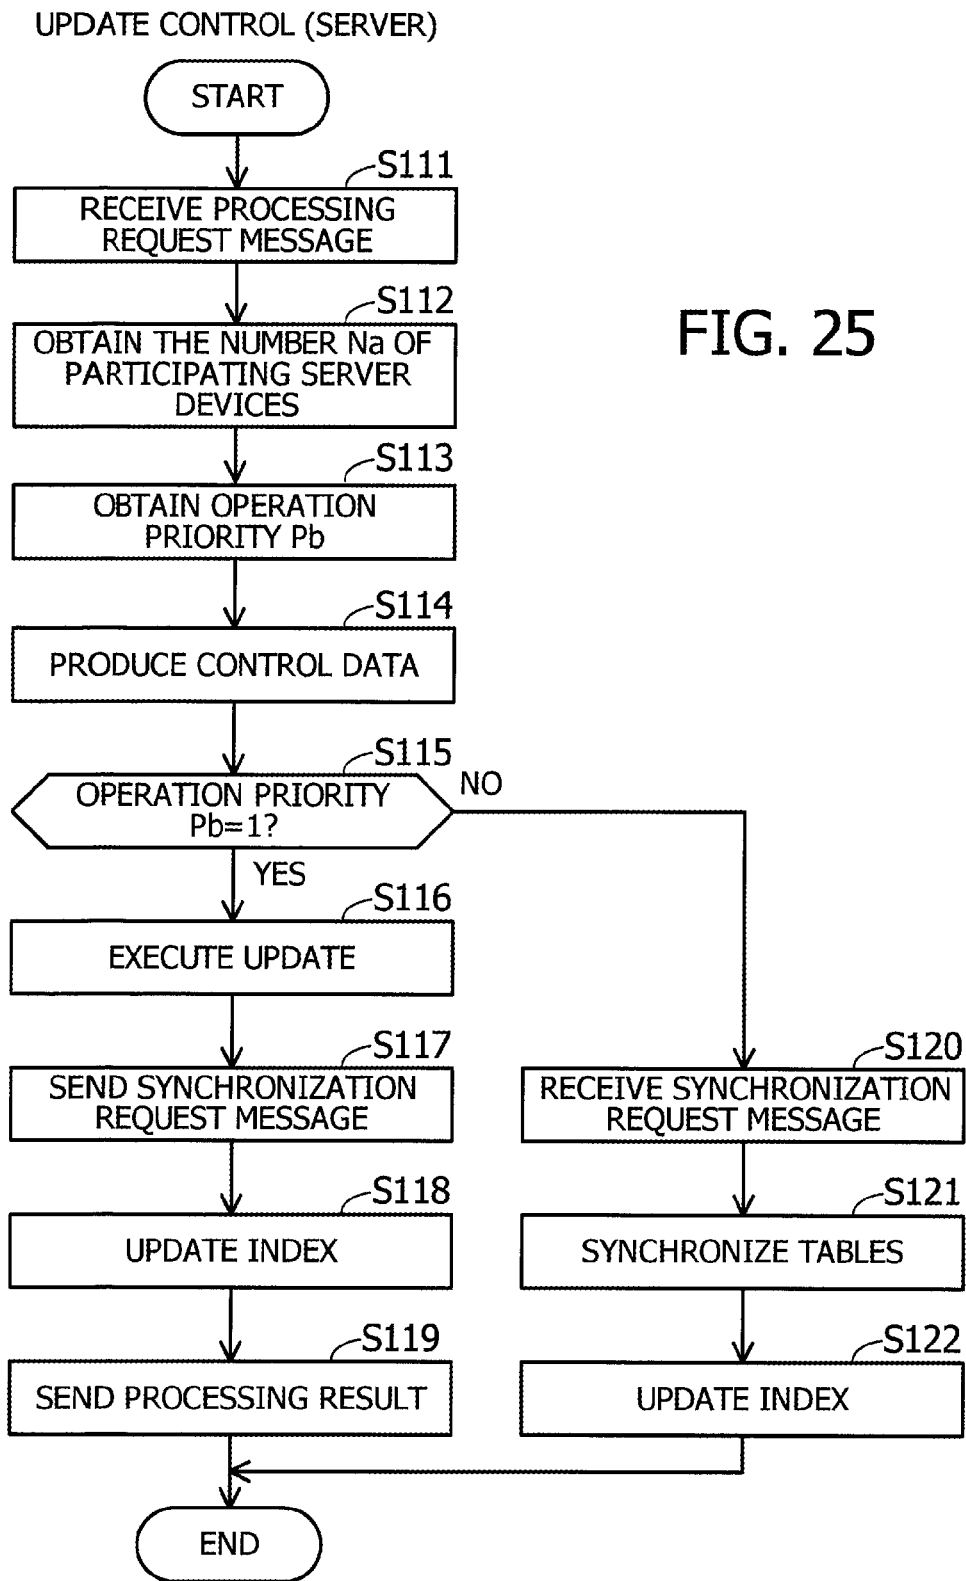 UPDATE CONTROL (SERVER)
START
S111
RECEIVE PROCESSING
REQUEST MESSAGE
S112
OBTAIN THE NUMBER Na OF
PARTICIPATING SERVER
DEVICES
FIG. 25
S113
OBTAIN OPERATION
PRIORITY Pb
S114
PRODUCE CONTROL DATA
S115
OPERATION PRIORITY
Pb=1?
NO
YES
S116
EXECUTE UPDATE
S117
SEND SYNCHRONIZATION
REQUEST MESSAGE
S118
UPDATE INDEX
S119
SEND PROCESSING RESULT
S120
RECEIVE SYNCHRONIZATION
REQUEST MESSAGE
S121
SYNCHRONIZE TABLES
S122
UPDATE INDEX
END